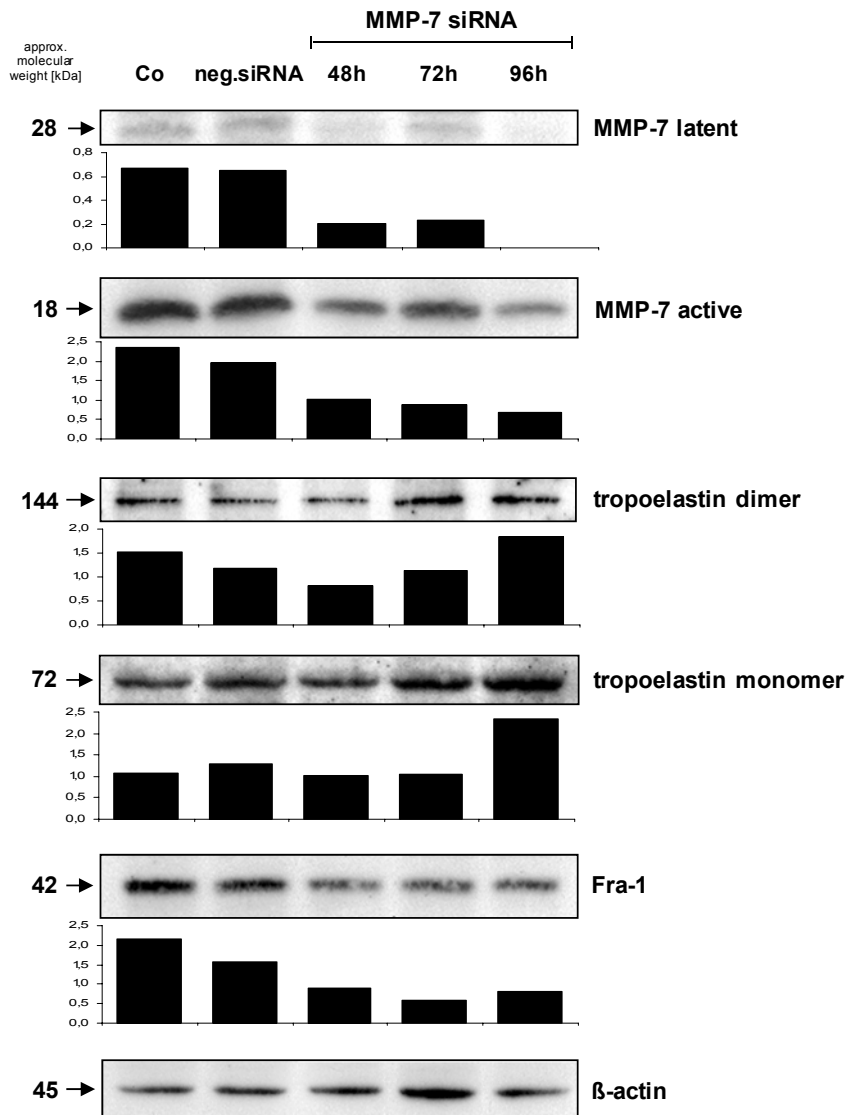 MMP-7 siRNA
approx.
molecular
weight [kDa]
Co neg.siRNA 48h 72h 96h
28 MMP-7 latent
0,8
0,6
0,4
0,2
0,0
18 MMP-7 active
2,5
2,0
1,5
1,0
0,5
0,0
144 tropoelastin dimer
2,0
1,5
1,0
0,5
0,0
72 tropoelastin monomer
2,5
2,0
1,5
1,0
0,5
0,0
42 Fra-1
2,5
2,0
1,5
1,0
0,5
0,0
45 ß-actin